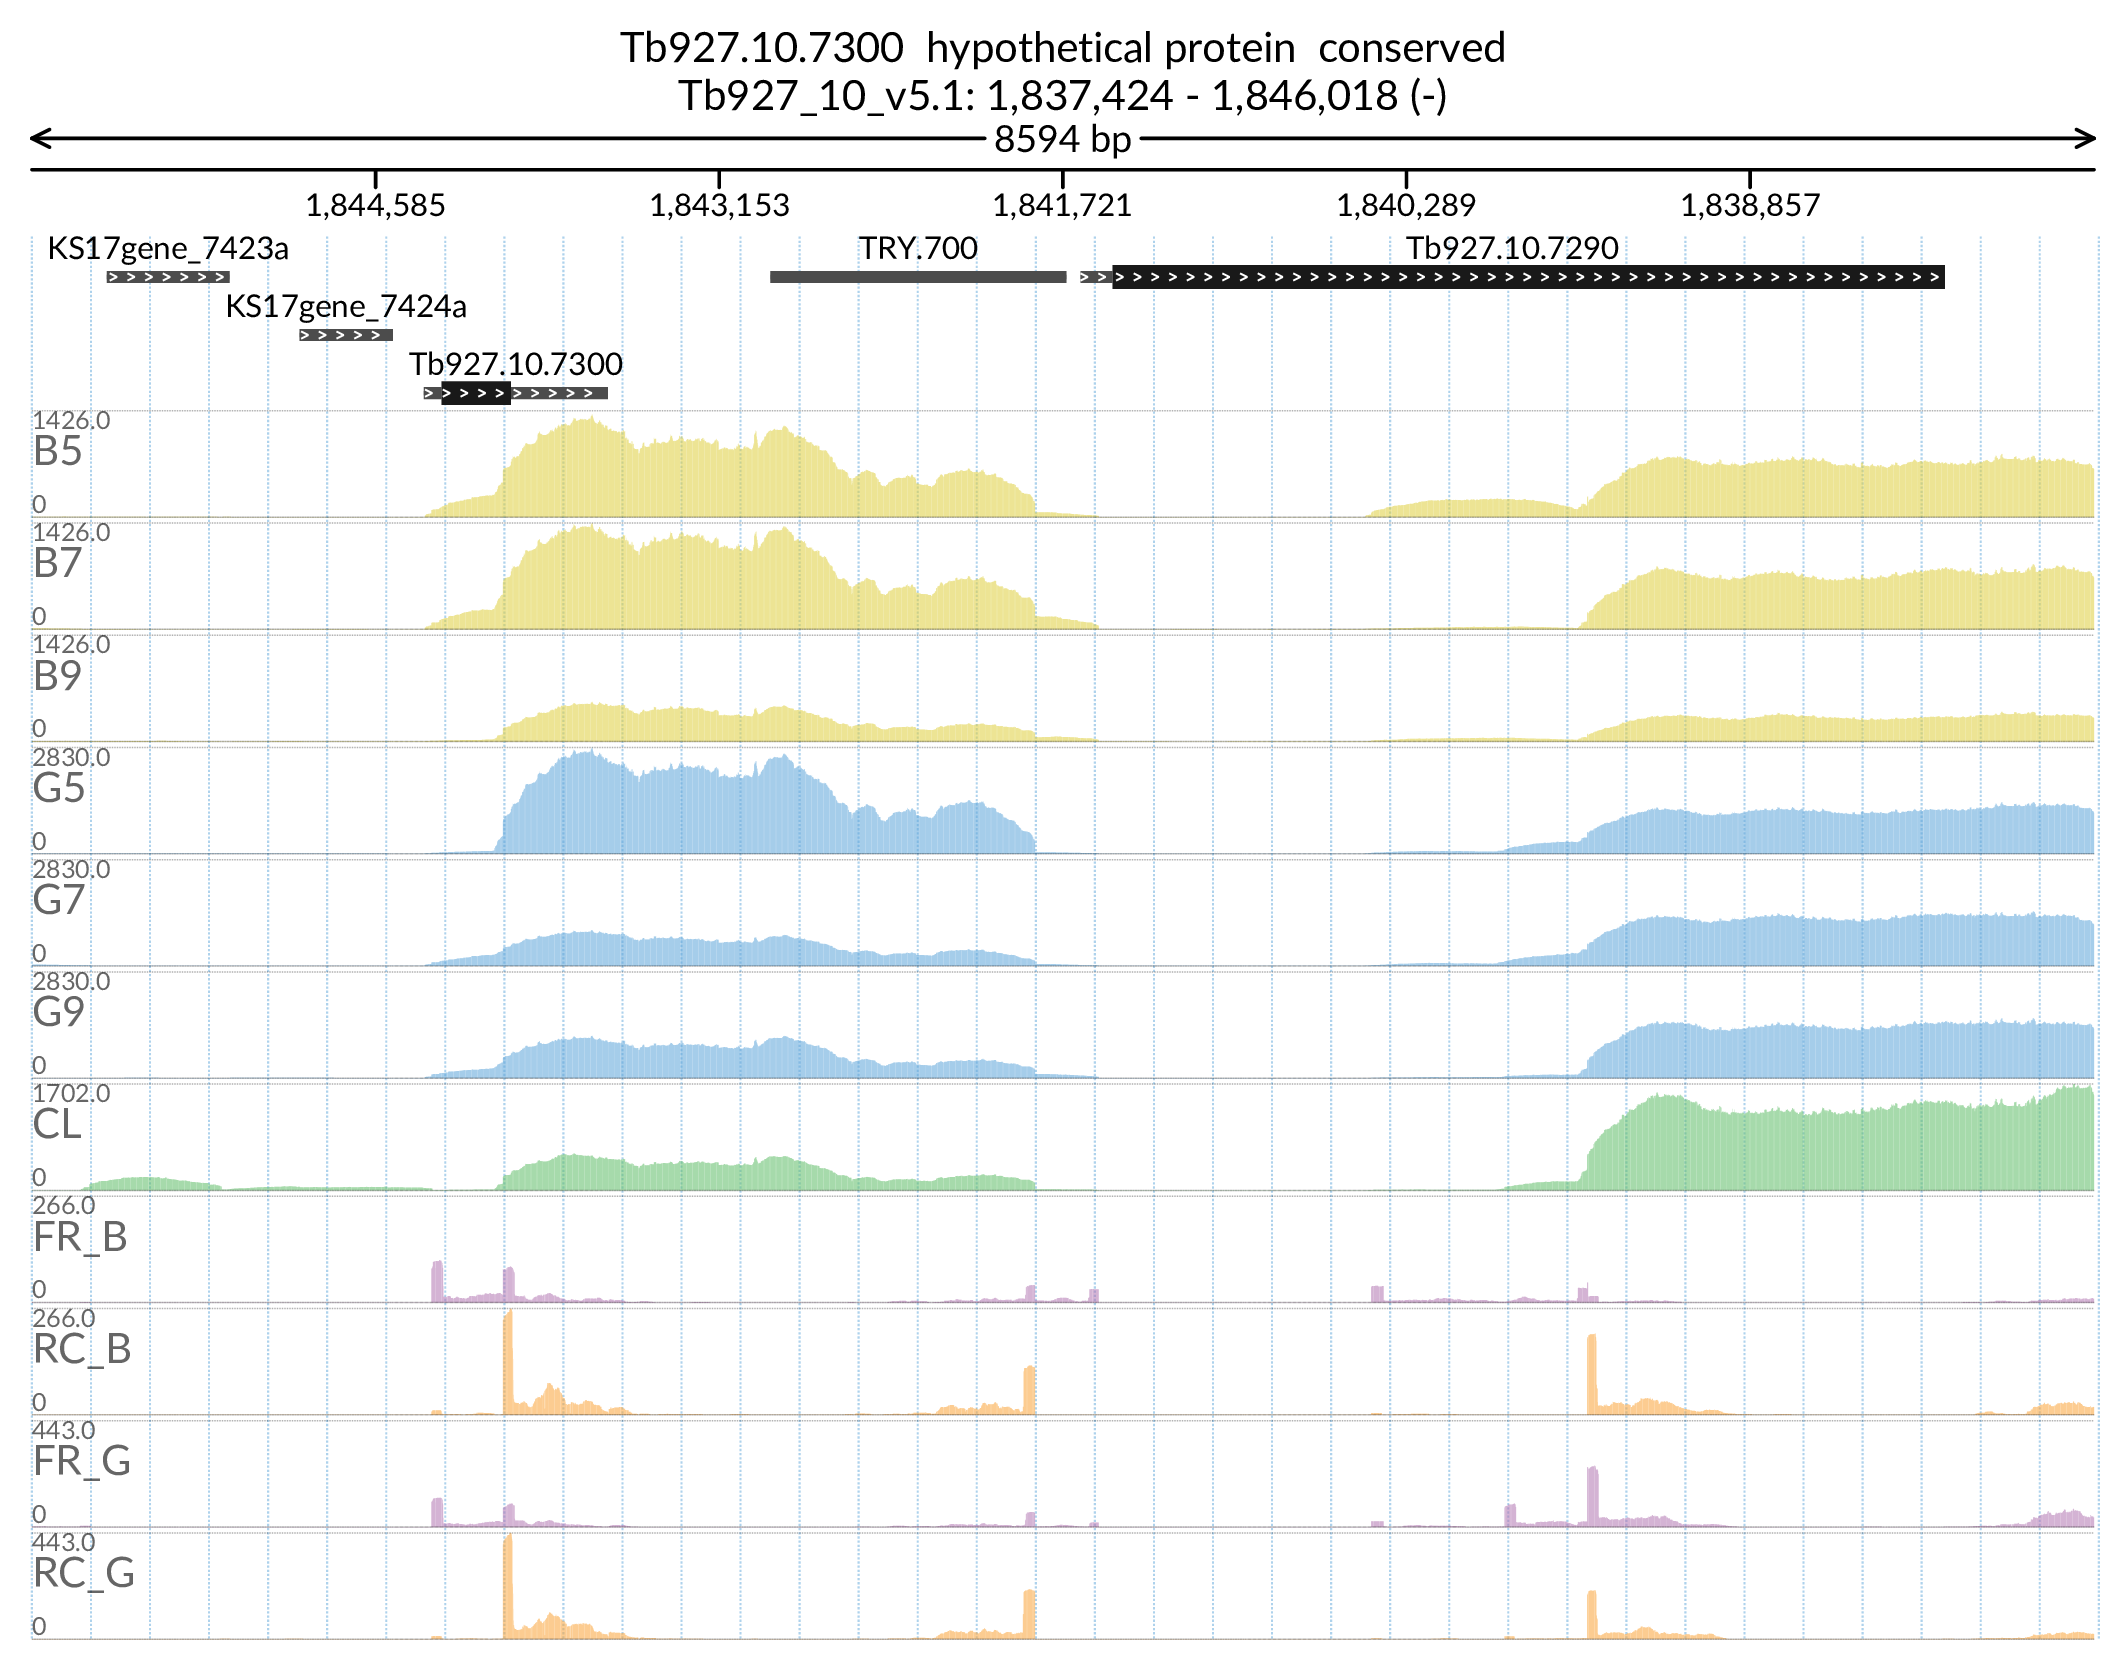 Tb927.10.7300  hypothetical protein  conserved
Tb927_10_v5.1: 1,837,424 - 1,846,018 (-)
8594 bp
1,844,585 1,843,153 1,841,721 1,840,289 1,838,857
KS17gene_7423a TRY.700 Tb927.10.7290
KS17gene_7424a
Tb927.10.7300
1426.0
B5
0
1426.0
B7
0
1426.0
B9
0
2830.0
G5
0
2830.0
G7
0
2830.0
G9
0
1702.0
CL
0
266.0
FR_B
0
266.0
RC_B
0
443.0
FR_G
0
443.0
RC_G
0